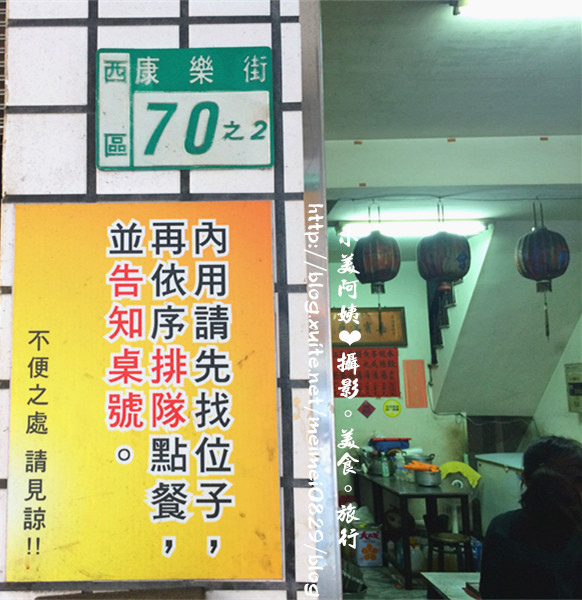 西區
康樂街
70之2
內用請先找位子，
再依序排隊點餐，
並告知桌號。
不便之處 請見諒!!
小美阿姨❤攝影。美食。旅行
http://blog.xuite.net/meimei0829/blog